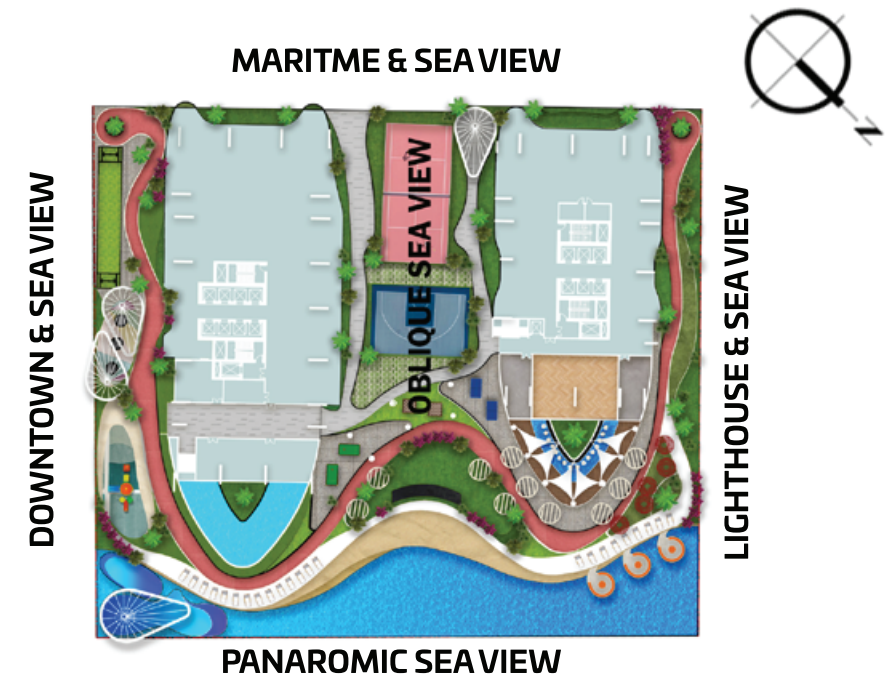 MARITME & SEA VIEW
N
DOWNTOWN & SEA VIEW
OBLIQUE SEA VIEW
LIGHTHOUSE & SEA VIEW
PANAROMIC SEA VIEW